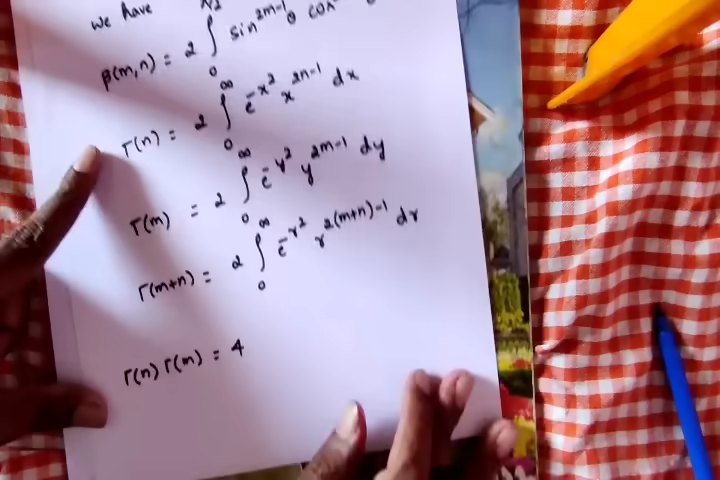 we have
β(m,n) = 2 ∫₀ sin^{2m-1}θ cos
Γ(n) = 2 ∫₀^∞ e^{-x²} x^{2n-1} dx
Γ(m) = 2 ∫₀^∞ e^{-y²} y^{2m-1} dy
Γ(m+n) = 2 ∫₀^∞ e^{-r²} r^{2(m+n)-1} dr
Γ(n) Γ(m) = 4